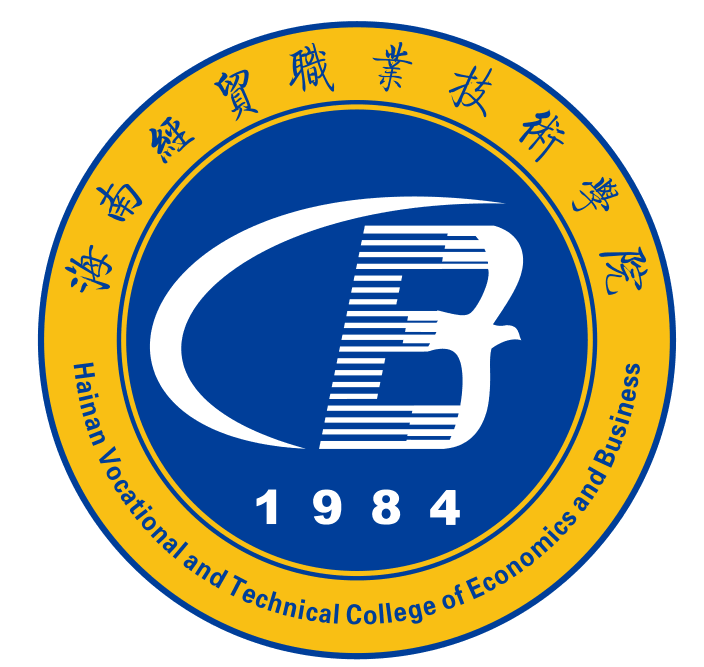 海南經貿職業技術學院
1984
Hainan Vocational and Technical College of Economics and Business